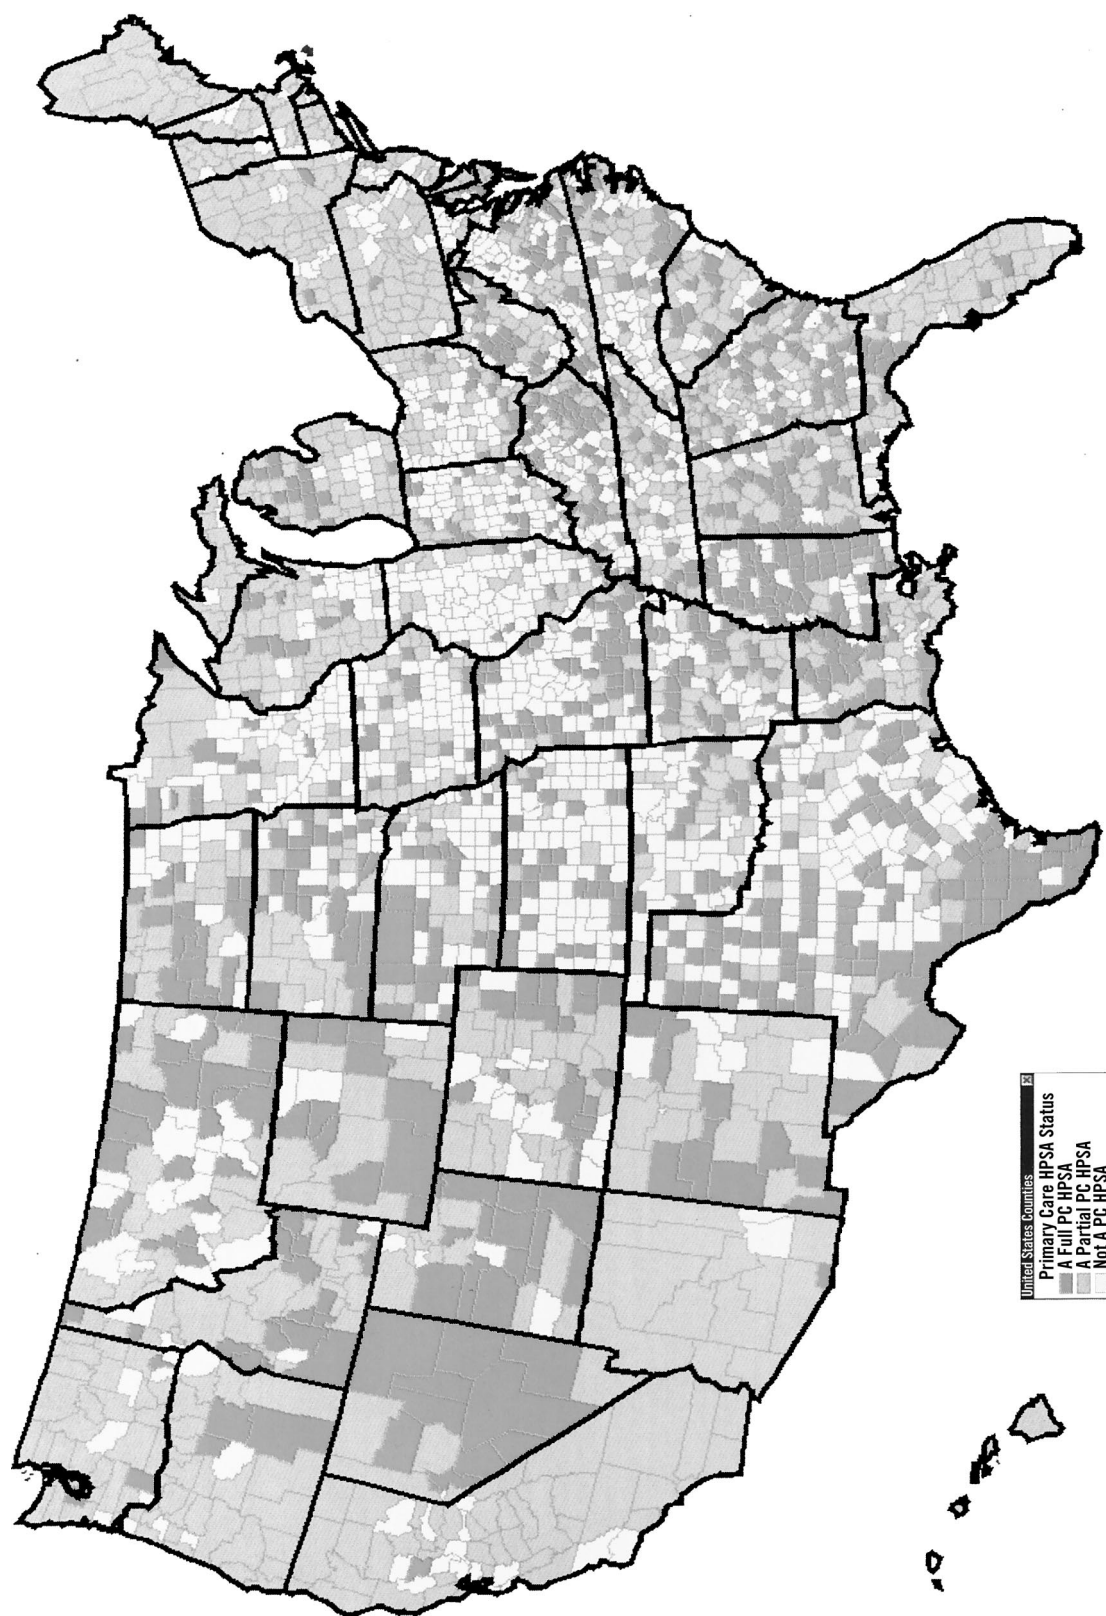 United States Counties
Primary Care HPSA Status
A Full PC HPSA
A Partial PC HPSA
Not A PC HPSA